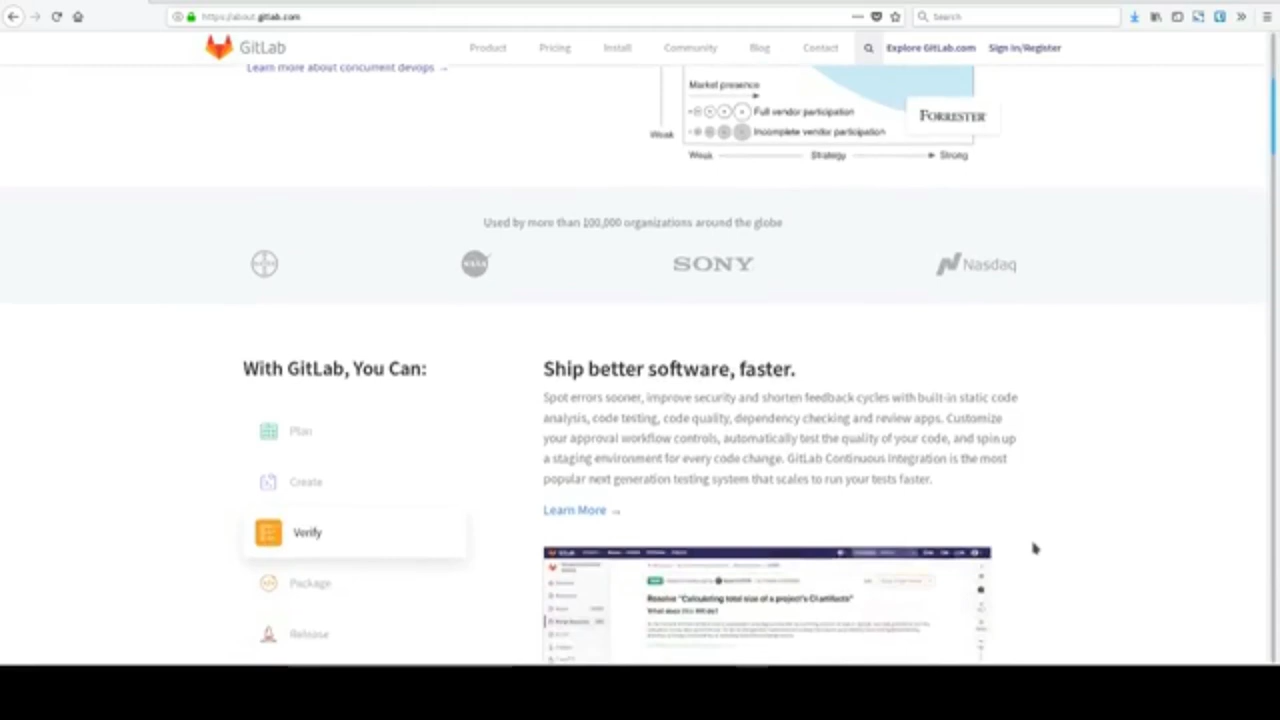 https://about.gitlab.com
Search
GitLab
Product
Pricing
Install
Community
Blog
Contact
Explore GitLab.com
Sign In/Register
Learn more about concurrent devops →
Market presence
Full vendor participation
Incomplete vendor participation
FORRESTER
Weak
Weak
Strategy
Strong
Used by more than 100,000 organizations around the globe
NASA
SONY
Nasdaq
With GitLab, You Can:
Plan
Create
Verify
Package
Release
Ship better software, faster.
Spot errors sooner, improve security and shorten feedback cycles with built-in static code
analysis, code testing, code quality, dependency checking and review apps. Customize
your approval workflow controls, automatically test the quality of your code, and spin up
a staging environment for every code change. GitLab Continuous Integration is the most
popular next generation testing system that scales to run your tests faster.
Learn More →
Resolve "Calculating total size of a project's CI artifacts"
What does this MR do?